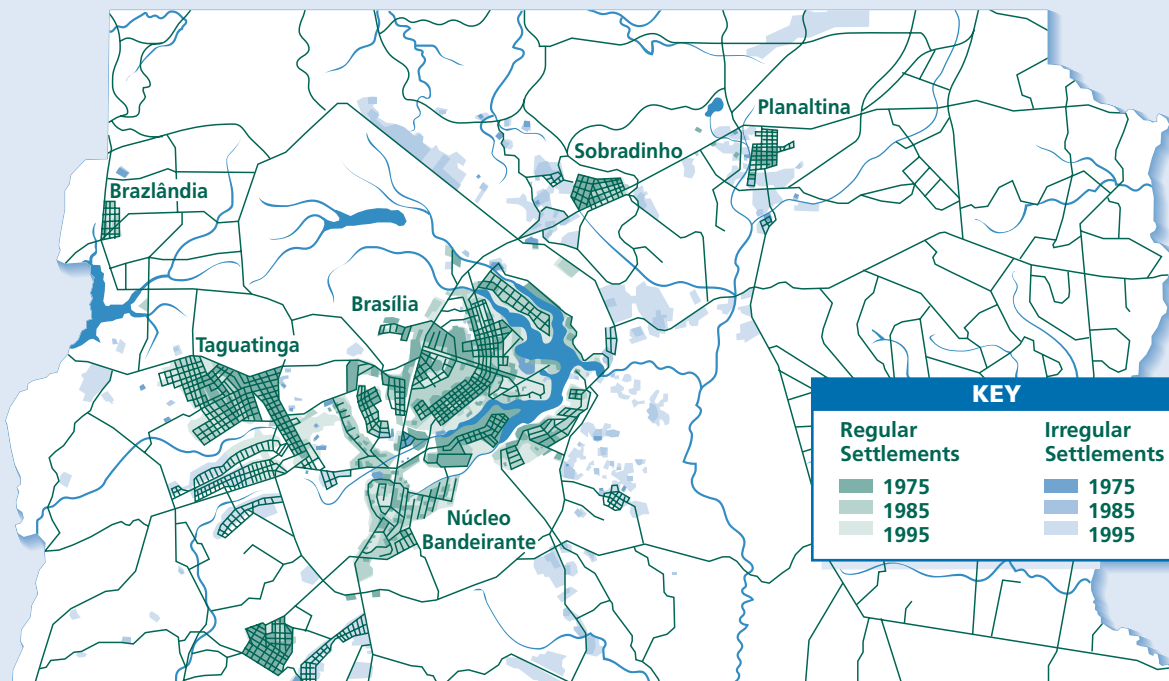 Planaltina
Sobradinho
Brazlândia
Brasília
Taguatinga
Núcleo
Bandeirante
KEY
Regular
Settlements
1975
1985
1995
Irregular
Settlements
1975
1985
1995